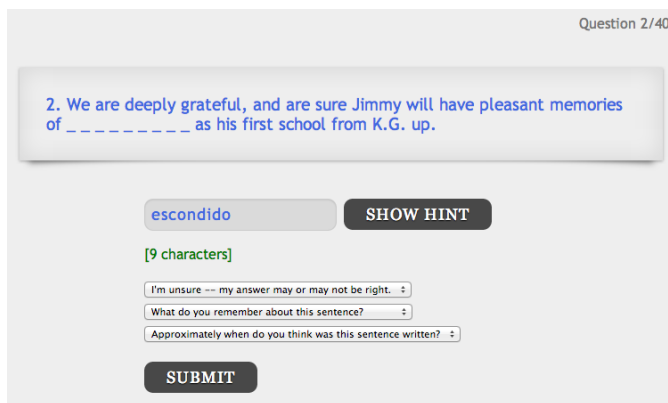 Question 2/40
2. We are deeply grateful, and are sure Jimmy will have pleasant memories
of _ _ _ _ _ _ _ _ _ as his first school from K.G. up.
escondido
SHOW HINT
[9 characters]
I'm unsure -- my answer may or may not be right.
What do you remember about this sentence?
Approximately when do you think was this sentence written?
SUBMIT